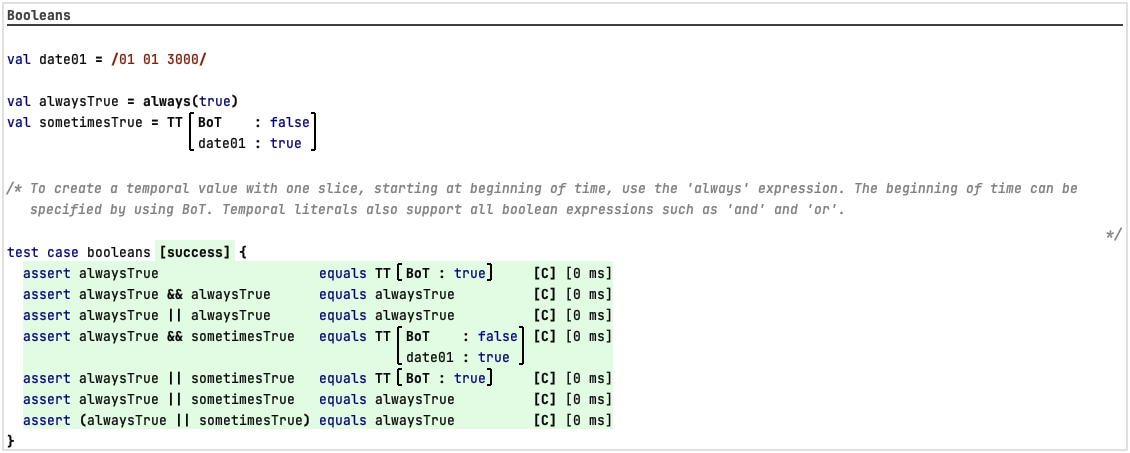 Booleans
val date01 = /01 01 3000/
val alwaysTrue = always(true)
val sometimesTrue = TT [ BoT : false
date01 : true ]
/* To create a temporal value with one slice, starting at beginning of time, use the 'always' expression. The beginning of time can be
specified by using BoT. Temporal literals also support all boolean expressions such as 'and' and 'or'.
*/
test case booleans [success] {
assert alwaysTrue equals TT [ BoT : true ] [C] [0 ms]
assert alwaysTrue && alwaysTrue equals alwaysTrue [C] [0 ms]
assert alwaysTrue || alwaysTrue equals alwaysTrue [C] [0 ms]
assert alwaysTrue && sometimesTrue equals TT [ BoT : false ] [C] [0 ms]
date01 : true
assert alwaysTrue || sometimesTrue equals TT [ BoT : true ] [C] [0 ms]
assert alwaysTrue || sometimesTrue equals alwaysTrue [C] [0 ms]
assert (alwaysTrue || sometimesTrue) equals alwaysTrue [C] [0 ms]
}